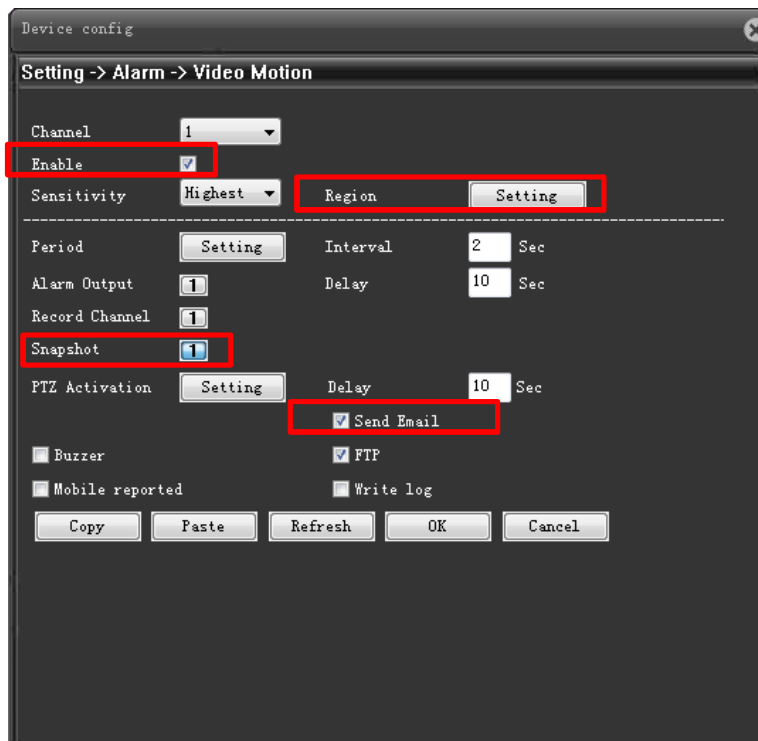 Device config
Setting -> Alarm -> Video Motion
Channel 1
Enable
Sensitivity Highest Region Setting
Period Setting Interval 2 Sec
Alarm Output 1 Delay 10 Sec
Record Channel 1
Snapshot 1
PTZ Activation Setting Delay 10 Sec
Send Email
Buzzer FTP
Mobile reported Write log
Copy Paste Refresh OK Cancel